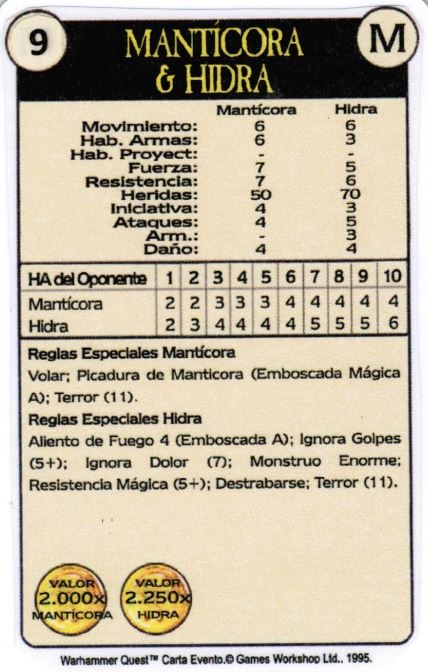 9
MANTÍCORA
& HIDRA
M
Mantícora Hidra
Movimiento: 6 6
Hab. Armas: 6 3
Hab. Proyect: - -
Fuerza: 7 5
Resistencia: 7 6
Heridas: 50 70
Iniciativa: 4 3
Ataques: 4 5
Arm.: - 3
Daño: 4 4
HA del Oponente 1 2 3 4 5 6 7 8 9 10
Mantícora 2 2 3 3 3 4 4 4 4 4
Hidra 2 3 4 4 4 4 5 5 5 6
Reglas Especiales Mantícora
Volar; Picadura de Manticora (Emboscada Mágica
A); Terror (11).
Reglas Especiales Hidra
Aliento de Fuego 4 (Emboscada A); Ignora Golpes
(5+); Ignora Dolor (7); Monstruo Enorme;
Resistencia Mágica (5+); Destrabarse; Terror (11).
VALOR
2.000x
MANTÍCORA
VALOR
2.250x
HIDRA
Warhammer Quest™ Carta Evento.© Games Workshop Ltd.. 1995.